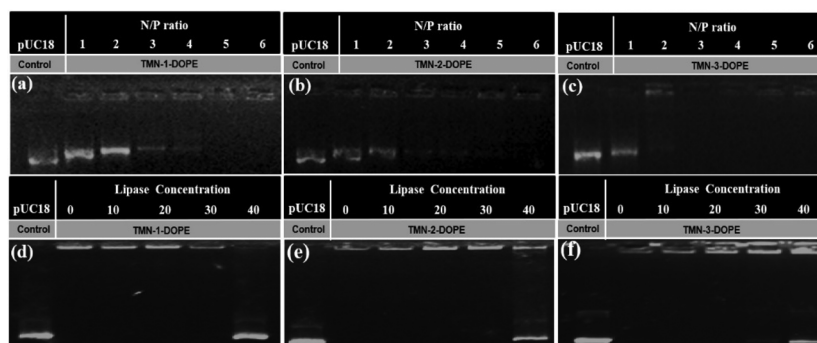 N/P ratio
pUC18 1 2 3 4 5 6
Control TMN-1-DOPE
(a)
N/P ratio
pUC18 1 2 3 4 5 6
Control TMN-2-DOPE
(b)
N/P ratio
pUC18 1 2 3 4 5 6
Control TMN-3-DOPE
(c)
Lipase Concentration
pUC18 0 10 20 30 40
Control TMN-1-DOPE
(d)
Lipase Concentration
pUC18 0 10 20 30 40
Control TMN-2-DOPE
(e)
Lipase Concentration
pUC18 0 10 20 30 40
Control TMN-3-DOPE
(f)